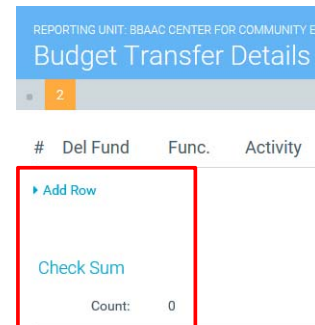 REPORTING UNIT: BBAAC CENTER FOR COMMUNITY E
Budget Transfer Details
2
# Del Fund Func. Activity
Add Row
Check Sum
Count: 0